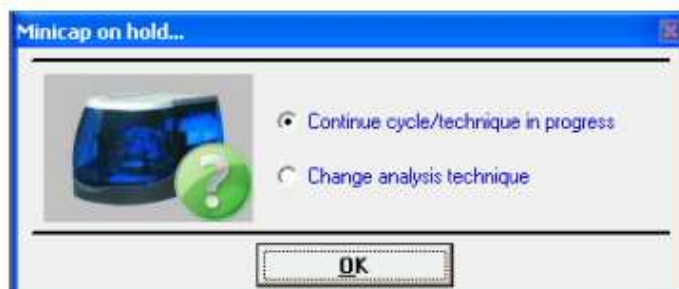 Minicap on hold...
Continue cycle/technique in progress
Change analysis technique
OK